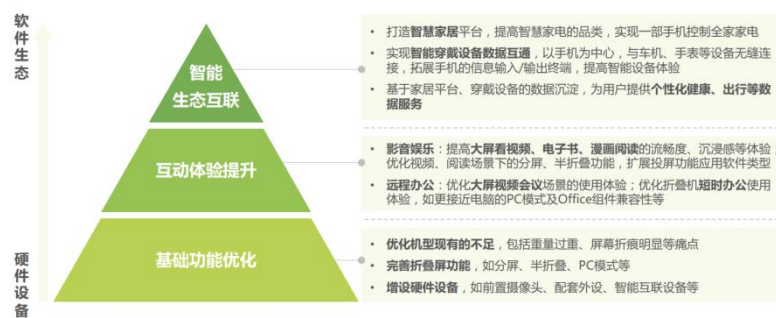 软件生态
智能
生态互联
• 打造智慧家居平台，提高智慧家电的品类，实现一部手机控制全家家电
• 实现智能穿戴设备数据互通，以手机为中心，与车机、手表等设备无缝连
接，拓展手机的信息输入/输出终端，提高智能设备体验
• 基于家居平台、穿戴设备的数据沉淀，为用户提供个性化健康、出行等数
据服务
互动体验提升
• 影音娱乐：提高大屏看视频、电子书、漫画阅读的流畅度、沉浸感等体验；
优化视频、阅读场景下的分屏、半折叠功能，扩展投屏功能应用软件类型
• 远程办公：优化大屏视频会议场景的使用体验；优化折叠机短时办公使用
体验，如更接近电脑的PC模式及Office组件兼容性等
基础功能优化
• 优化机型现有的不足，包括重量过重、屏幕折痕明显等痛点
• 完善折叠屏功能，如分屏、半折叠、PC模式等
• 增设硬件设备，如前置摄像头、配套外设、智能互联设备等
硬件设备